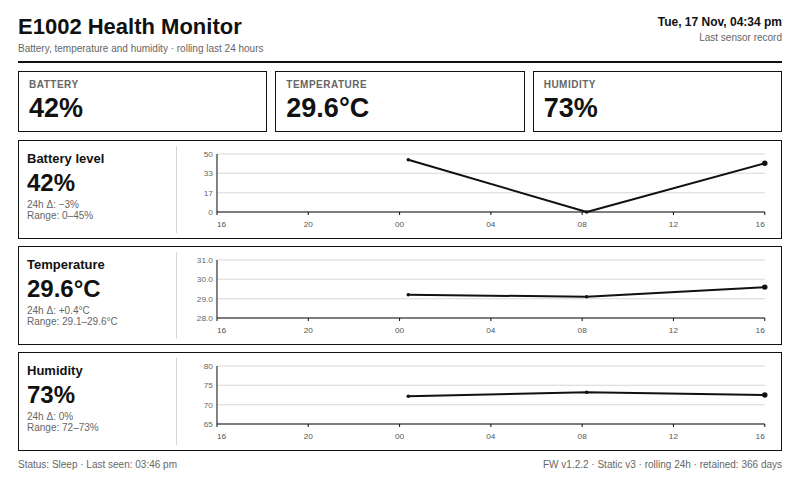 E1002 Health Monitor
Tue, 17 Nov, 04:34 pm
Battery, temperature and humidity · rolling last 24 hours
Last sensor record
BATTERY
42%
TEMPERATURE
29.6°C
HUMIDITY
73%
Battery level
42%
24h Δ: −3%
Range: 0–45%
50
33
17
0
16 20 00 04 08 12 16
Temperature
29.6°C
24h Δ: +0.4°C
Range: 29.1–29.6°C
31.0
30.0
29.0
28.0
16 20 00 04 08 12 16
Humidity
73%
24h Δ: 0%
Range: 72–73%
80
75
70
65
16 20 00 04 08 12 16
Status: Sleep · Last seen: 03:46 pm
FW v1.2.2 · Static v3 · rolling 24h · retained: 366 days